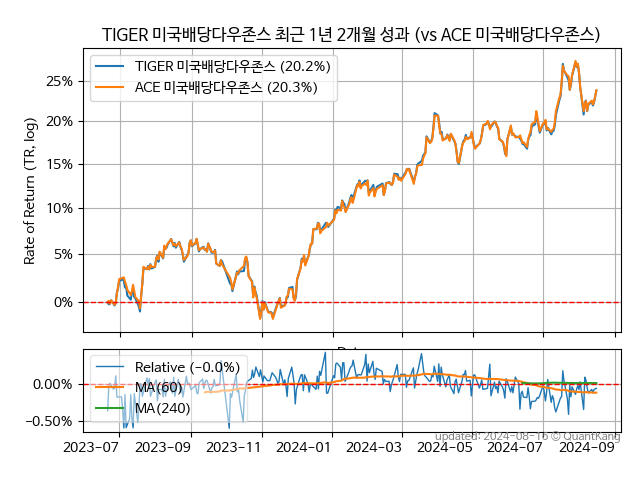 TIGER 미국배당다우존스 최근 1년 2개월 성과 (vs ACE 미국배당다우존스)
TIGER 미국배당다우존스 (20.2%)
ACE 미국배당다우존스 (20.3%)
Rate of Return (TR, log)
25%
20%
15%
10%
5%
0%
Relative (−0.0%)
MA(60)
MA(240)
0.00%
−0.50%
2023-07
2023-09
2023-11
2024-01
2024-03
2024-05
2024-07
2024-09
updated: 2024-08-16 © QuantKang